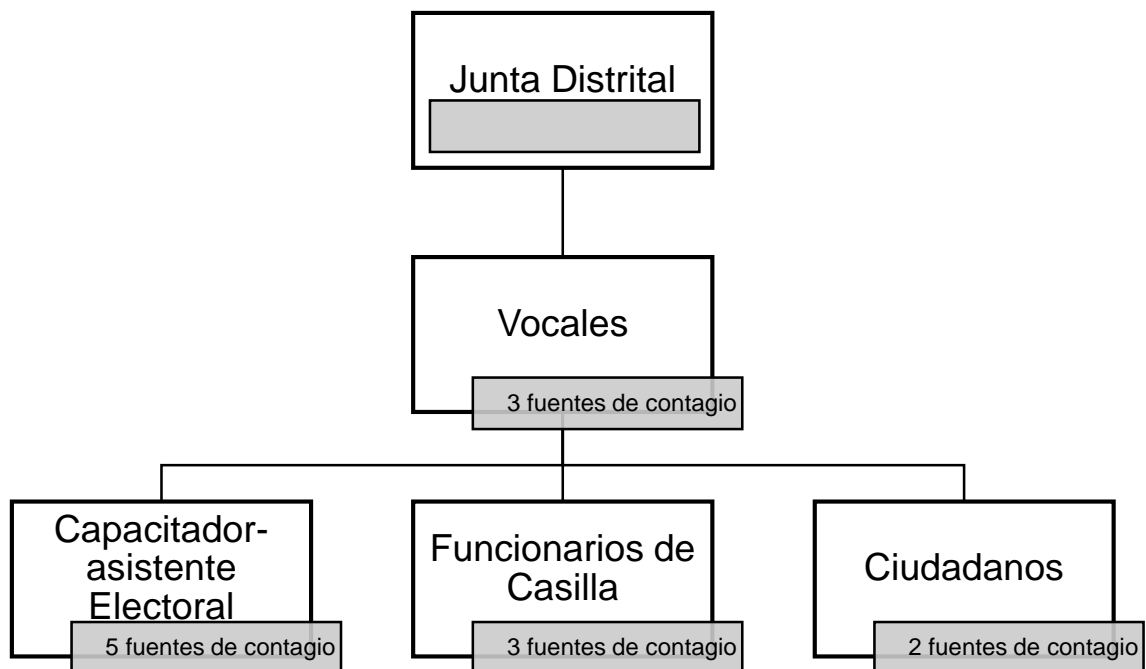 Junta Distrital
Vocales
3 fuentes de contagio
Capacitador-
asistente
Electoral
5 fuentes de contagio
Funcionarios de
Casilla
3 fuentes de contagio
Ciudadanos
2 fuentes de contagio